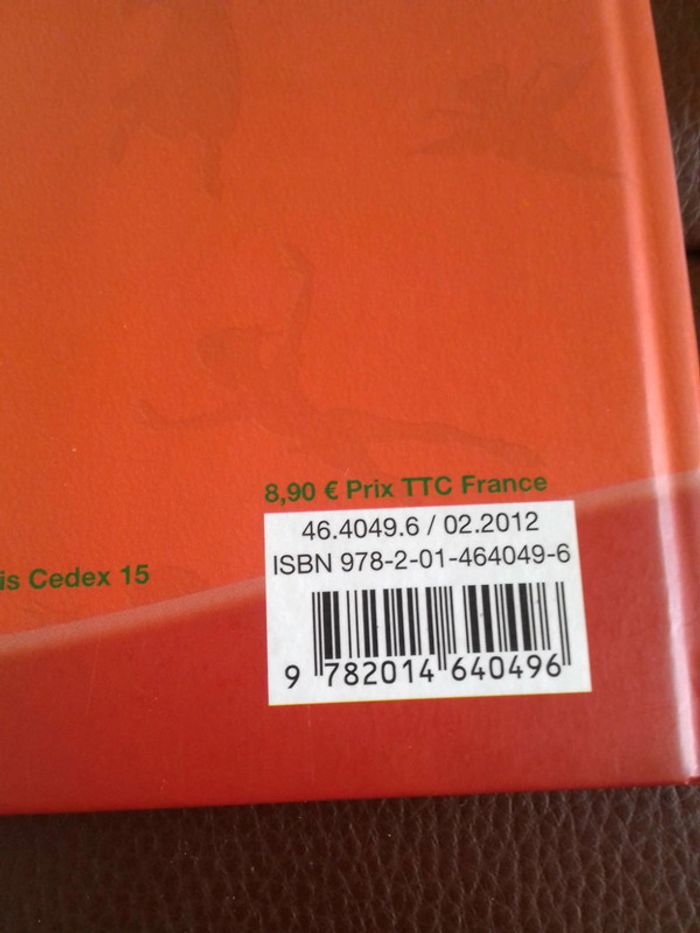 8,90 € Prix TTC France
46.4049.6 / 02.2012
ISBN 978-2-01-464049-6
is Cedex 15
9 782014 640496